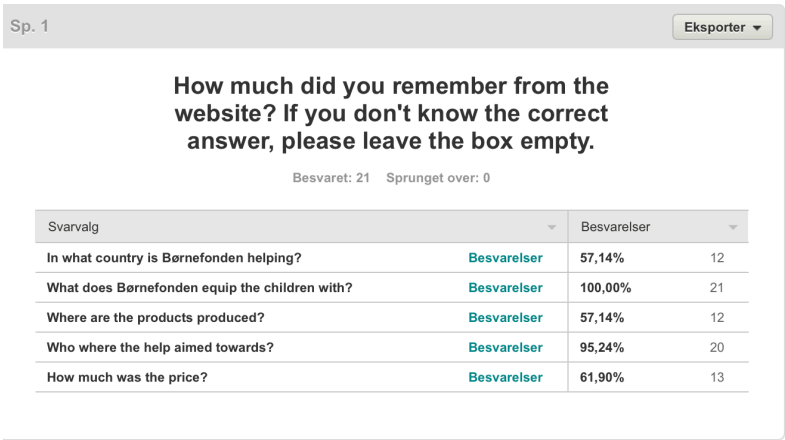 Sp. 1
Eksporter
How much did you remember from the
website? If you don't know the correct
answer, please leave the box empty.
Besvaret: 21 Sprunget over: 0
Svarvalg Besvarelser
In what country is Børnefonden helping? Besvarelser 57,14% 12
What does Børnefonden equip the children with? Besvarelser 100,00% 21
Where are the products produced? Besvarelser 57,14% 12
Who where the help aimed towards? Besvarelser 95,24% 20
How much was the price? Besvarelser 61,90% 13